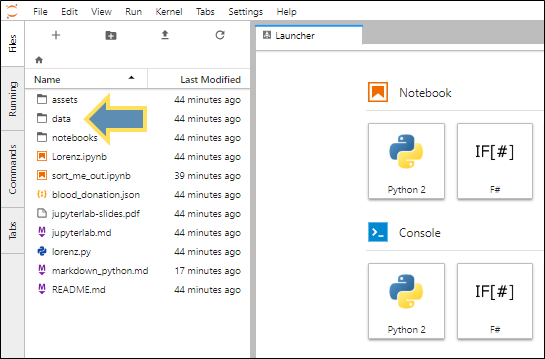 File Edit View Run Kernel Tabs Settings Help
Files
Running
Commands
Tabs
Name Last Modified
assets 44 minutes ago
data 44 minutes ago
notebooks 44 minutes ago
Lorenz.ipynb 44 minutes ago
sort_me_out.ipynb 39 minutes ago
blood_donation.json 44 minutes ago
jupyterlab-slides.pdf 44 minutes ago
jupyterlab.md 44 minutes ago
lorenz.py 44 minutes ago
markdown_python.md 17 minutes ago
README.md 44 minutes ago
Launcher
Notebook
Python 2
IF[#]
F#
Console
Python 2
IF[#]
F#